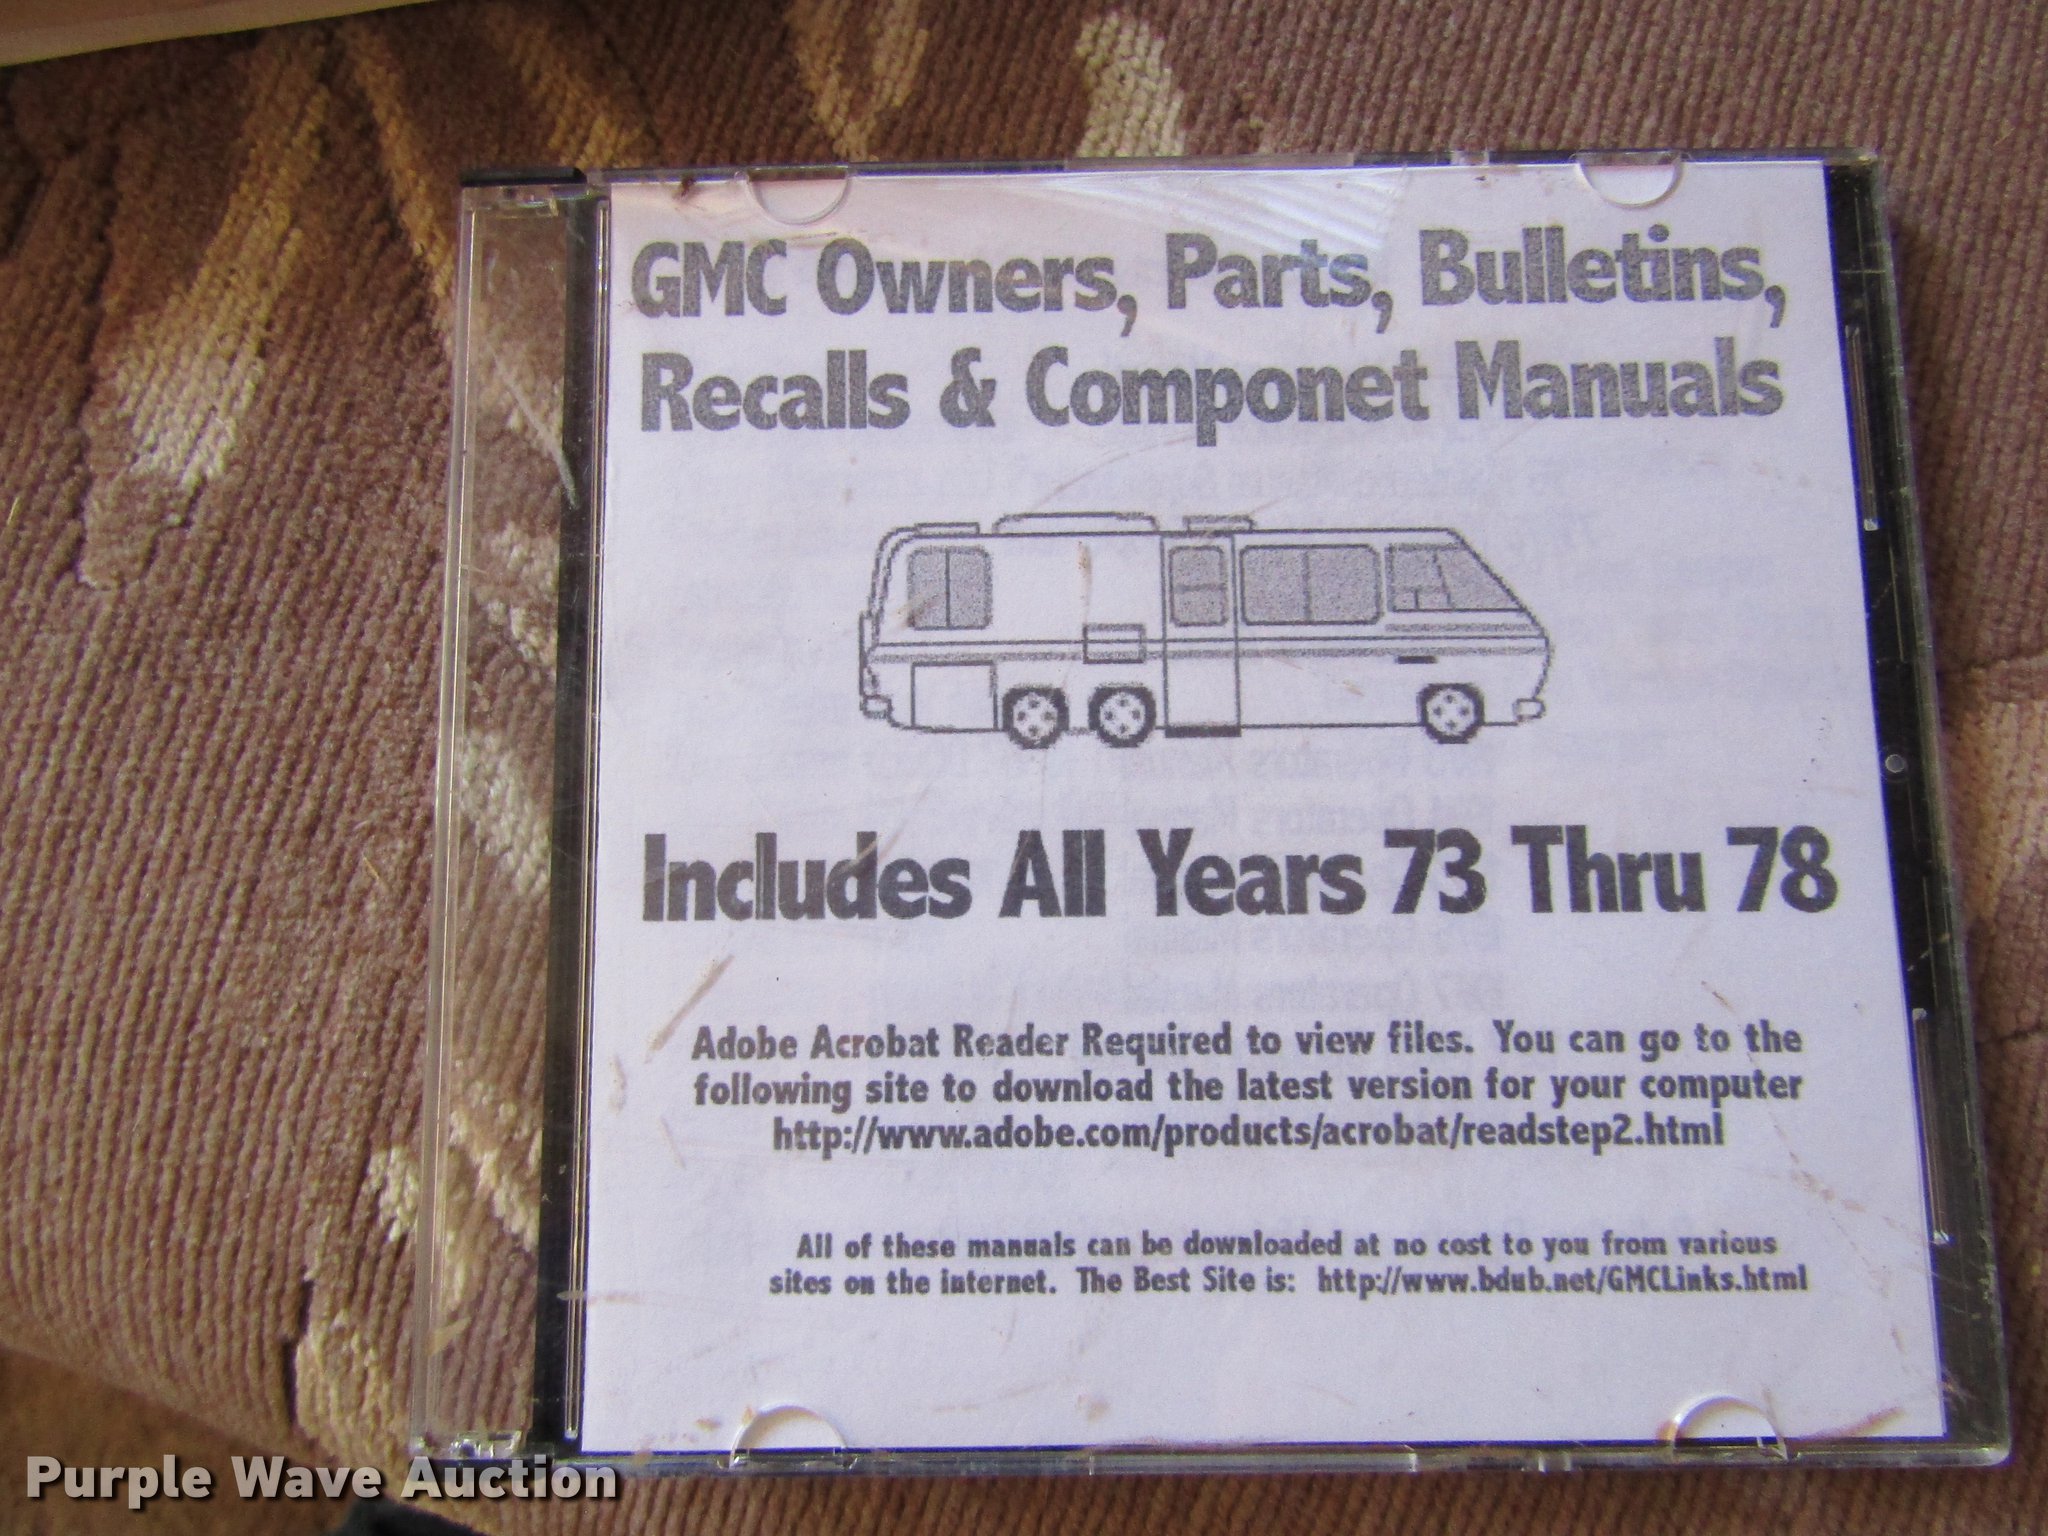 GMC Owners, Parts, Bulletins,
Recalls & Componet Manuals
Includes All Years 73 Thru 78
Adobe Acrobat Reader Required to view files. You can go to the
following site to download the latest version for your computer
http://www.adobe.com/products/acrobat/readstep2.html
All of these manuals can be downloaded at no cost to you from various
sites on the internet. The Best Site is: http://www.bdub.net/GMCLinks.html
Purple Wave Auction